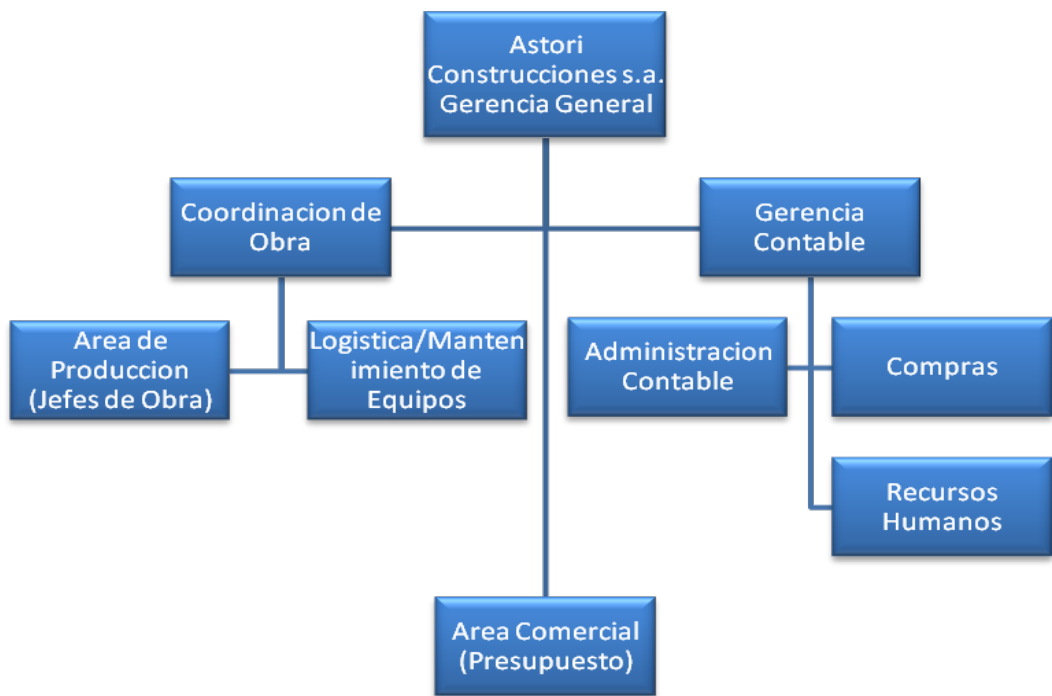 Astori
Construcciones s.a.
Gerencia General
Coordinacion de
Obra
Gerencia
Contable
Area de
Produccion
(Jefes de Obra)
Logistica/Manten
imiento de
Equipos
Administracion
Contable
Compras
Recursos
Humanos
Area Comercial
(Presupuesto)